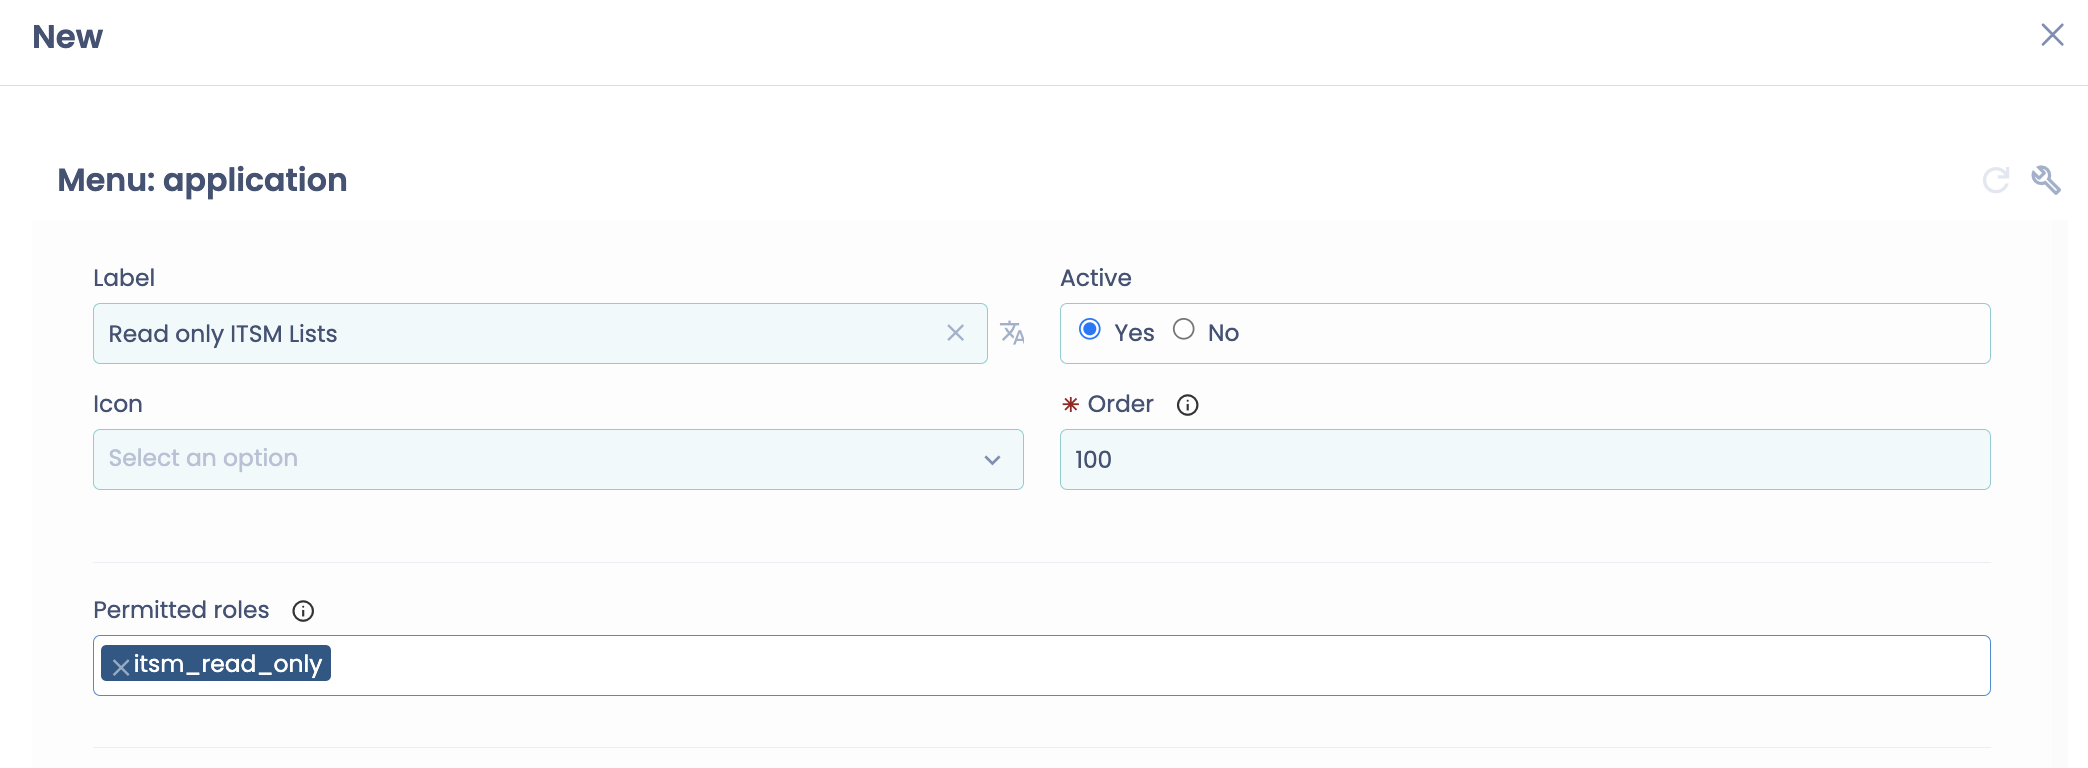 New
Menu: application
Label
Active
Read only ITSM Lists
Yes
No
Icon
* Order
Select an option
100
Permitted roles
itsm_read_only